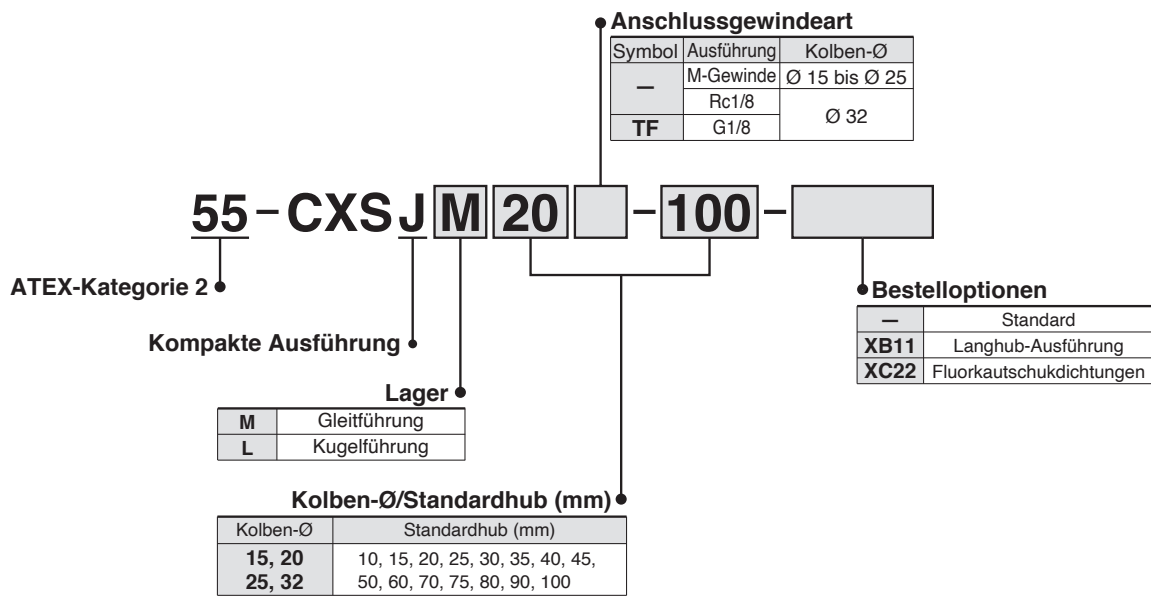 Anschlussgewindeart
Symbol Ausführung Kolben-Ø
— M-Gewinde Ø 15 bis Ø 25
Rc1/8 Ø 32
TF G1/8
55-CXSJM20 -100-
ATEX-Kategorie 2
Kompakte Ausführung
Lager
M Gleitführung
L Kugelführung
Bestelloptionen
— Standard
XB11 Langhub-Ausführung
XC22 Fluorkautschukdichtungen
Kolben-Ø/Standardhub (mm)
Kolben-Ø Standardhub (mm)
15, 20 10, 15, 20, 25, 30, 35, 40, 45,
25, 32 50, 60, 70, 75, 80, 90, 100